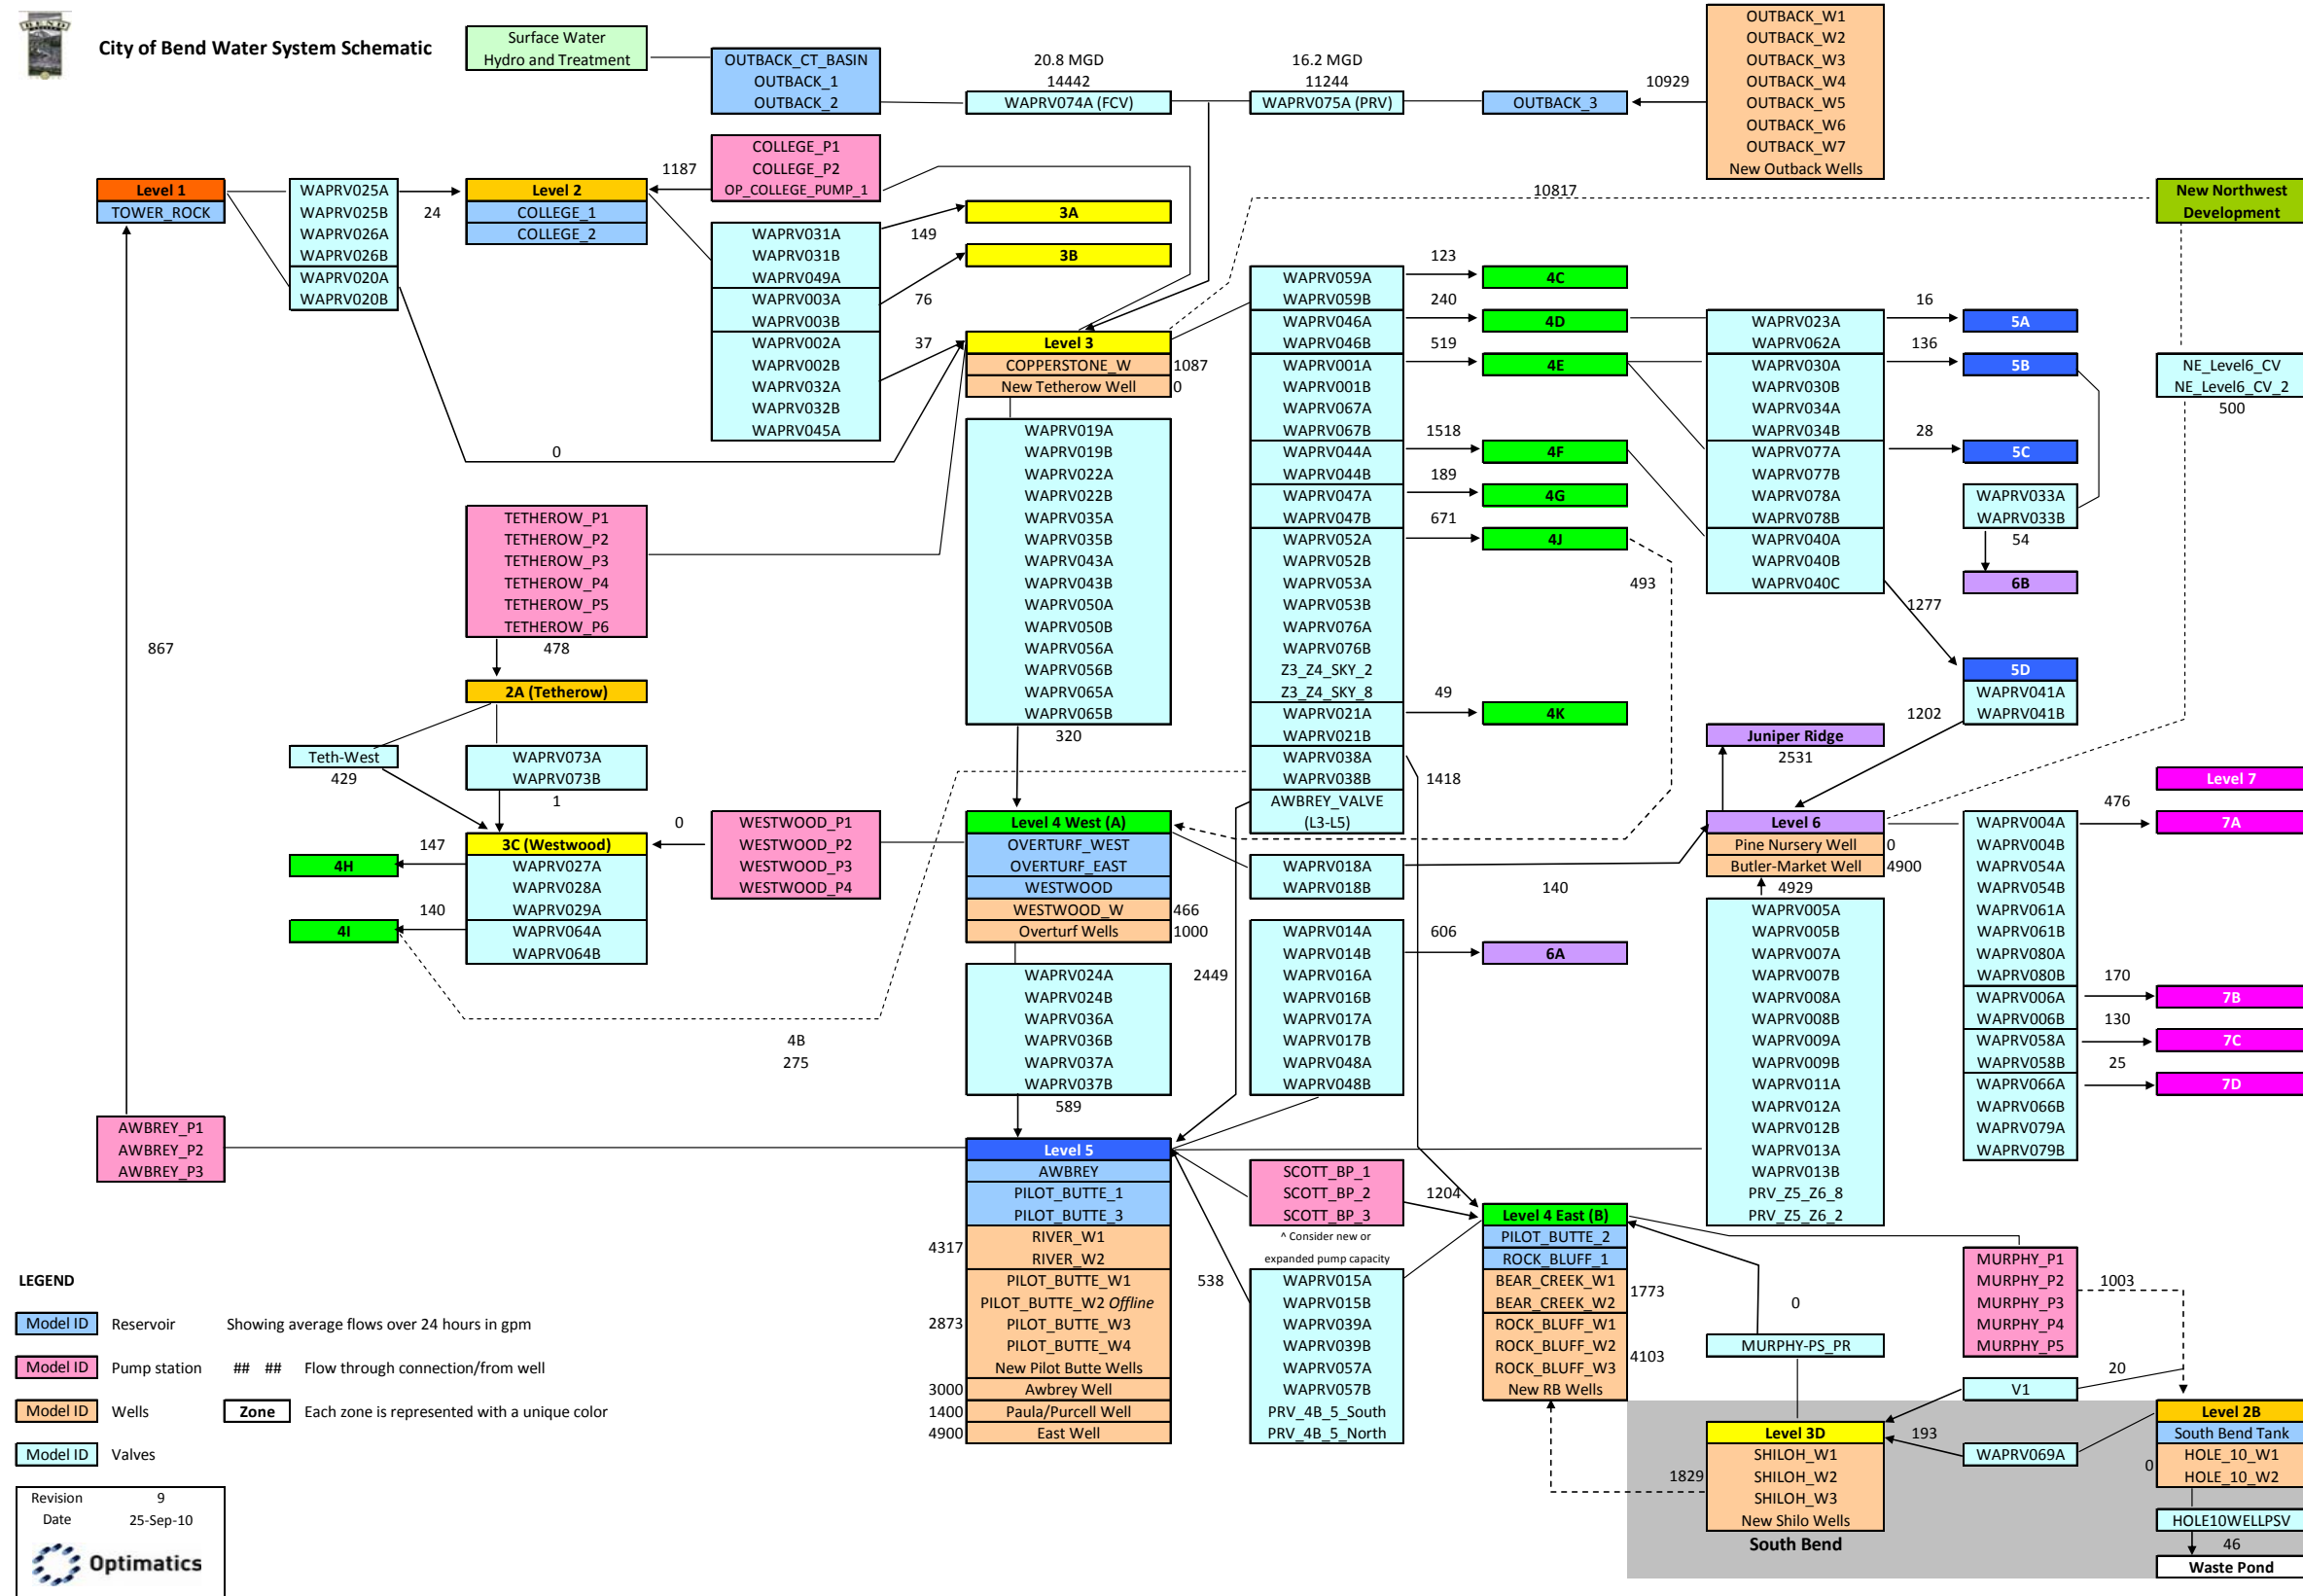 BEND
City of Bend Water System Schematic
Surface Water
Hydro and Treatment
OUTBACK_CT_BASIN
OUTBACK_1
OUTBACK_2
20.8 MGD
14442
WAPRV074A (FCV)
16.2 MGD
11244
WAPRV075A (PRV)
OUTBACK_3
10929
OUTBACK_W1
OUTBACK_W2
OUTBACK_W3
OUTBACK_W4
OUTBACK_W5
OUTBACK_W6
OUTBACK_W7
New Outback Wells
Level 1
TOWER_ROCK
WAPRV025A
WAPRV025B
WAPRV026A
WAPRV026B
WAPRV020A
WAPRV020B
24
Level 2
COLLEGE_1
COLLEGE_2
1187
COLLEGE_P1
COLLEGE_P2
OP_COLLEGE_PUMP_1
10817
New Northwest
Development
WAPRV031A
WAPRV031B
WAPRV049A
WAPRV003A
WAPRV003B
WAPRV002A
WAPRV002B
WAPRV032A
WAPRV032B
WAPRV045A
149
76
37
0
3A
3B
Level 3
COPPERSTONE_W
1087
New Tetherow Well
0
WAPRV059A
WAPRV059B
WAPRV046A
WAPRV046B
WAPRV001A
WAPRV001B
WAPRV067A
WAPRV067B
WAPRV044A
WAPRV044B
WAPRV047A
WAPRV047B
WAPRV052A
WAPRV052B
WAPRV053A
WAPRV053B
WAPRV076A
WAPRV076B
Z3_Z4_SKY_2
Z3_Z4_SKY_8
WAPRV021A
WAPRV021B
WAPRV038A
WAPRV038B
AWBREY_VALVE
(L3-L5)
123
240
519
1518
189
671
49
1418
4C
4D
4E
4F
4G
4J
4K
493
WAPRV023A
WAPRV062A
WAPRV030A
WAPRV030B
WAPRV034A
WAPRV034B
WAPRV077A
WAPRV077B
WAPRV078A
WAPRV078B
WAPRV040A
WAPRV040B
WAPRV040C
16
136
28
5A
5B
5C
WAPRV033A
WAPRV033B
54
6B
1277
5D
WAPRV041A
WAPRV041B
1202
NE_Level6_CV
NE_Level6_CV_2
500
WAPRV019A
WAPRV019B
WAPRV022A
WAPRV022B
WAPRV035A
WAPRV035B
WAPRV043A
WAPRV043B
WAPRV050A
WAPRV050B
WAPRV056A
WAPRV056B
WAPRV065A
WAPRV065B
320
TETHEROW_P1
TETHEROW_P2
TETHEROW_P3
TETHEROW_P4
TETHEROW_P5
TETHEROW_P6
478
867
2A (Tetherow)
Teth-West
429
WAPRV073A
WAPRV073B
1
3C (Westwood)
WAPRV027A
WAPRV028A
WAPRV029A
WAPRV064A
WAPRV064B
147
140
4H
4I
0
WESTWOOD_P1
WESTWOOD_P2
WESTWOOD_P3
WESTWOOD_P4
Level 4 West (A)
OVERTURF_WEST
OVERTURF_EAST
WESTWOOD
WESTWOOD_W
466
Overturf Wells
1000
4B
275
WAPRV018A
WAPRV018B
140
WAPRV014A
WAPRV014B
WAPRV016A
WAPRV016B
WAPRV017A
WAPRV017B
WAPRV048A
WAPRV048B
606
6A
2449
WAPRV024A
WAPRV024B
WAPRV036A
WAPRV036B
WAPRV037A
WAPRV037B
589
Juniper Ridge
2531
Level 6
Pine Nursery Well
0
Butler-Market Well
4900
4929
WAPRV005A
WAPRV005B
WAPRV007A
WAPRV007B
WAPRV008A
WAPRV008B
WAPRV009A
WAPRV009B
WAPRV011A
WAPRV012A
WAPRV012B
WAPRV013A
WAPRV013B
PRV_Z5_Z6_8
PRV_Z5_Z6_2
WAPRV004A
WAPRV004B
WAPRV054A
WAPRV054B
WAPRV061A
WAPRV061B
WAPRV080A
WAPRV080B
WAPRV006A
WAPRV006B
WAPRV058A
WAPRV058B
WAPRV066A
WAPRV066B
WAPRV079A
WAPRV079B
476
170
130
25
Level 7
7A
7B
7C
7D
AWBREY_P1
AWBREY_P2
AWBREY_P3
Level 5
AWBREY
PILOT_BUTTE_1
PILOT_BUTTE_3
RIVER_W1
RIVER_W2
PILOT_BUTTE_W1
PILOT_BUTTE_W2 Offline
PILOT_BUTTE_W3
PILOT_BUTTE_W4
New Pilot Butte Wells
Awbrey Well
Paula/Purcell Well
East Well
4317
2873
3000
1400
4900
538
SCOTT_BP_1
SCOTT_BP_2
SCOTT_BP_3
1204
^ Consider new or
expanded pump capacity
WAPRV015A
WAPRV015B
WAPRV039A
WAPRV039B
WAPRV057A
WAPRV057B
PRV_4B_5_South
PRV_4B_5_North
Level 4 East (B)
PILOT_BUTTE_2
ROCK_BLUFF_1
BEAR_CREEK_W1
BEAR_CREEK_W2
ROCK_BLUFF_W1
ROCK_BLUFF_W2
ROCK_BLUFF_W3
New RB Wells
1773
4103
0
MURPHY-PS_PR
MURPHY_P1
MURPHY_P2
MURPHY_P3
MURPHY_P4
MURPHY_P5
1003
20
V1
Level 3D
SHILOH_W1
SHILOH_W2
SHILOH_W3
New Shilo Wells
1829
193
WAPRV069A
South Bend
Level 2B
South Bend Tank
HOLE_10_W1
HOLE_10_W2
0
HOLE10WELLPSV
46
Waste Pond
LEGEND
Model ID Reservoir Showing average flows over 24 hours in gpm
Model ID Pump station ## ## Flow through connection/from well
Model ID Wells Zone Each zone is represented with a unique color
Model ID Valves
Revision 9
Date 25-Sep-10
Optimatics